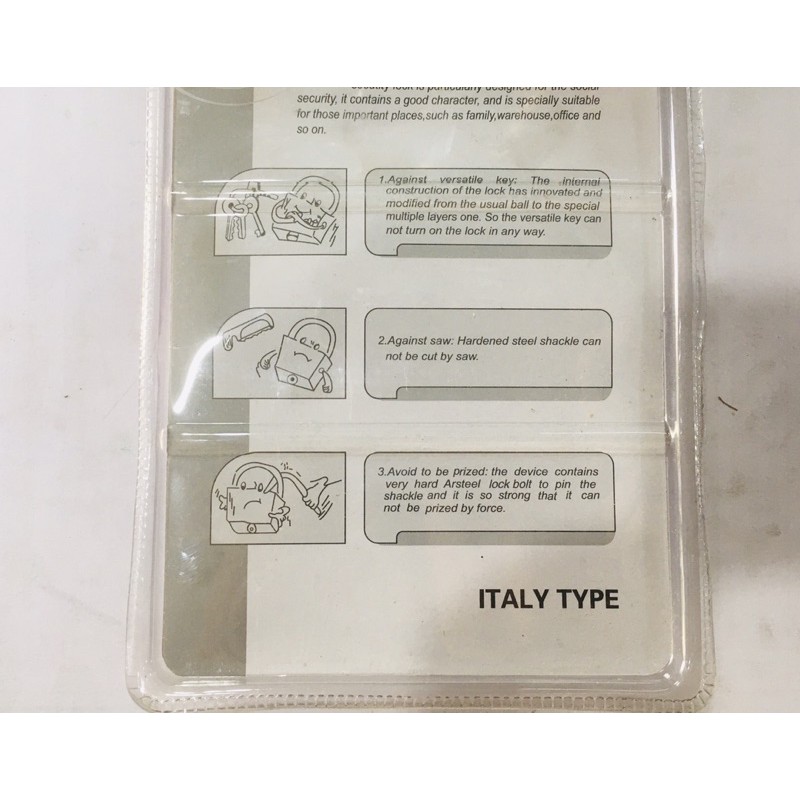 security lock is particularly designed for the social
security, it contains a good character, and is specially suitable
for those important places,such as family,warehouse,office and
so on.
1.Against versatile key: The internal
construction of the lock has innovated and
modified from the usual ball to the special
multiple layers one. So the versatile key can
not turn on the lock in any way.
2.Against saw: Hardened steel shackle can
not be cut by saw.
3.Avoid to be prized: the device contains
very hard Arsteel lock bolt to pin the
shackle and it is so strong that it can
not be prized by force.
ITALY TYPE